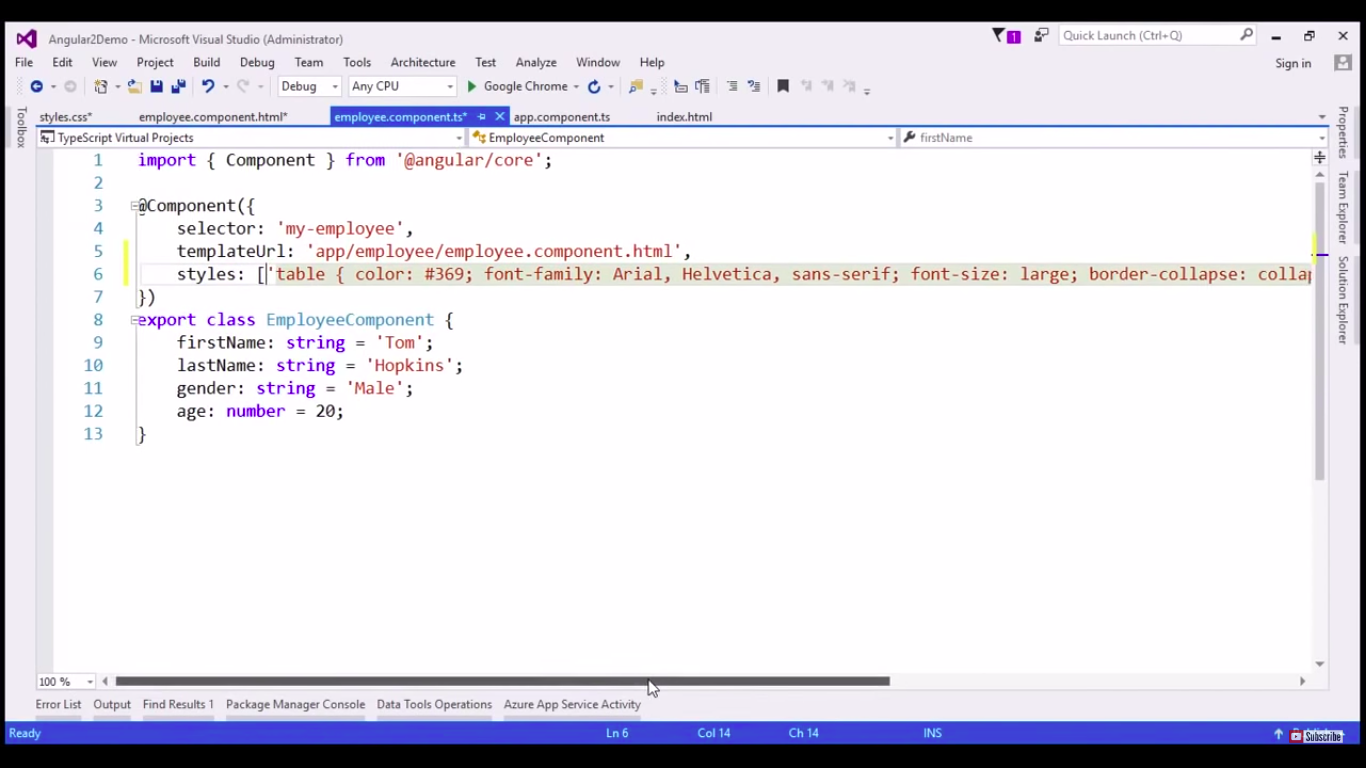 Angular2Demo - Microsoft Visual Studio (Administrator)
1
Quick Launch (Ctrl+Q)
File Edit View Project Build Debug Team Tools Architecture Test Analyze Window Help
Sign in
Debug Any CPU Google Chrome
Toolbox
styles.css* employee.component.html* employee.component.ts* app.component.ts index.html
TypeScript Virtual Projects EmployeeComponent firstName
1 import { Component } from '@angular/core';
2
3 @Component({
4 selector: 'my-employee',
5 templateUrl: 'app/employee/employee.component.html',
6 styles: ['table { color: #369; font-family: Arial, Helvetica, sans-serif; font-size: large; border-collapse: collap
7 })
8 export class EmployeeComponent {
9 firstName: string = 'Tom';
10 lastName: string = 'Hopkins';
11 gender: string = 'Male';
12 age: number = 20;
13 }
Properties
Team Explorer
Solution Explorer
100 %
Error List Output Find Results 1 Package Manager Console Data Tools Operations Azure App Service Activity
Ready Ln 6 Col 14 Ch 14 INS
Subscribe